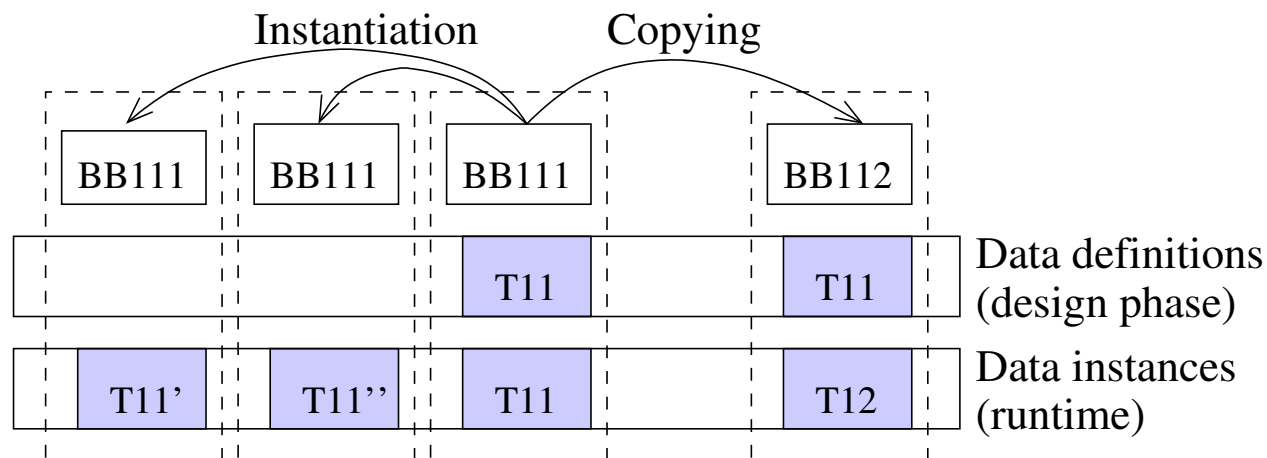 Instantiation Copying
BB111 BB111 BB111 BB112
T11 T11 Data definitions
(design phase)
T11' T11'' T11 T12 Data instances
(runtime)